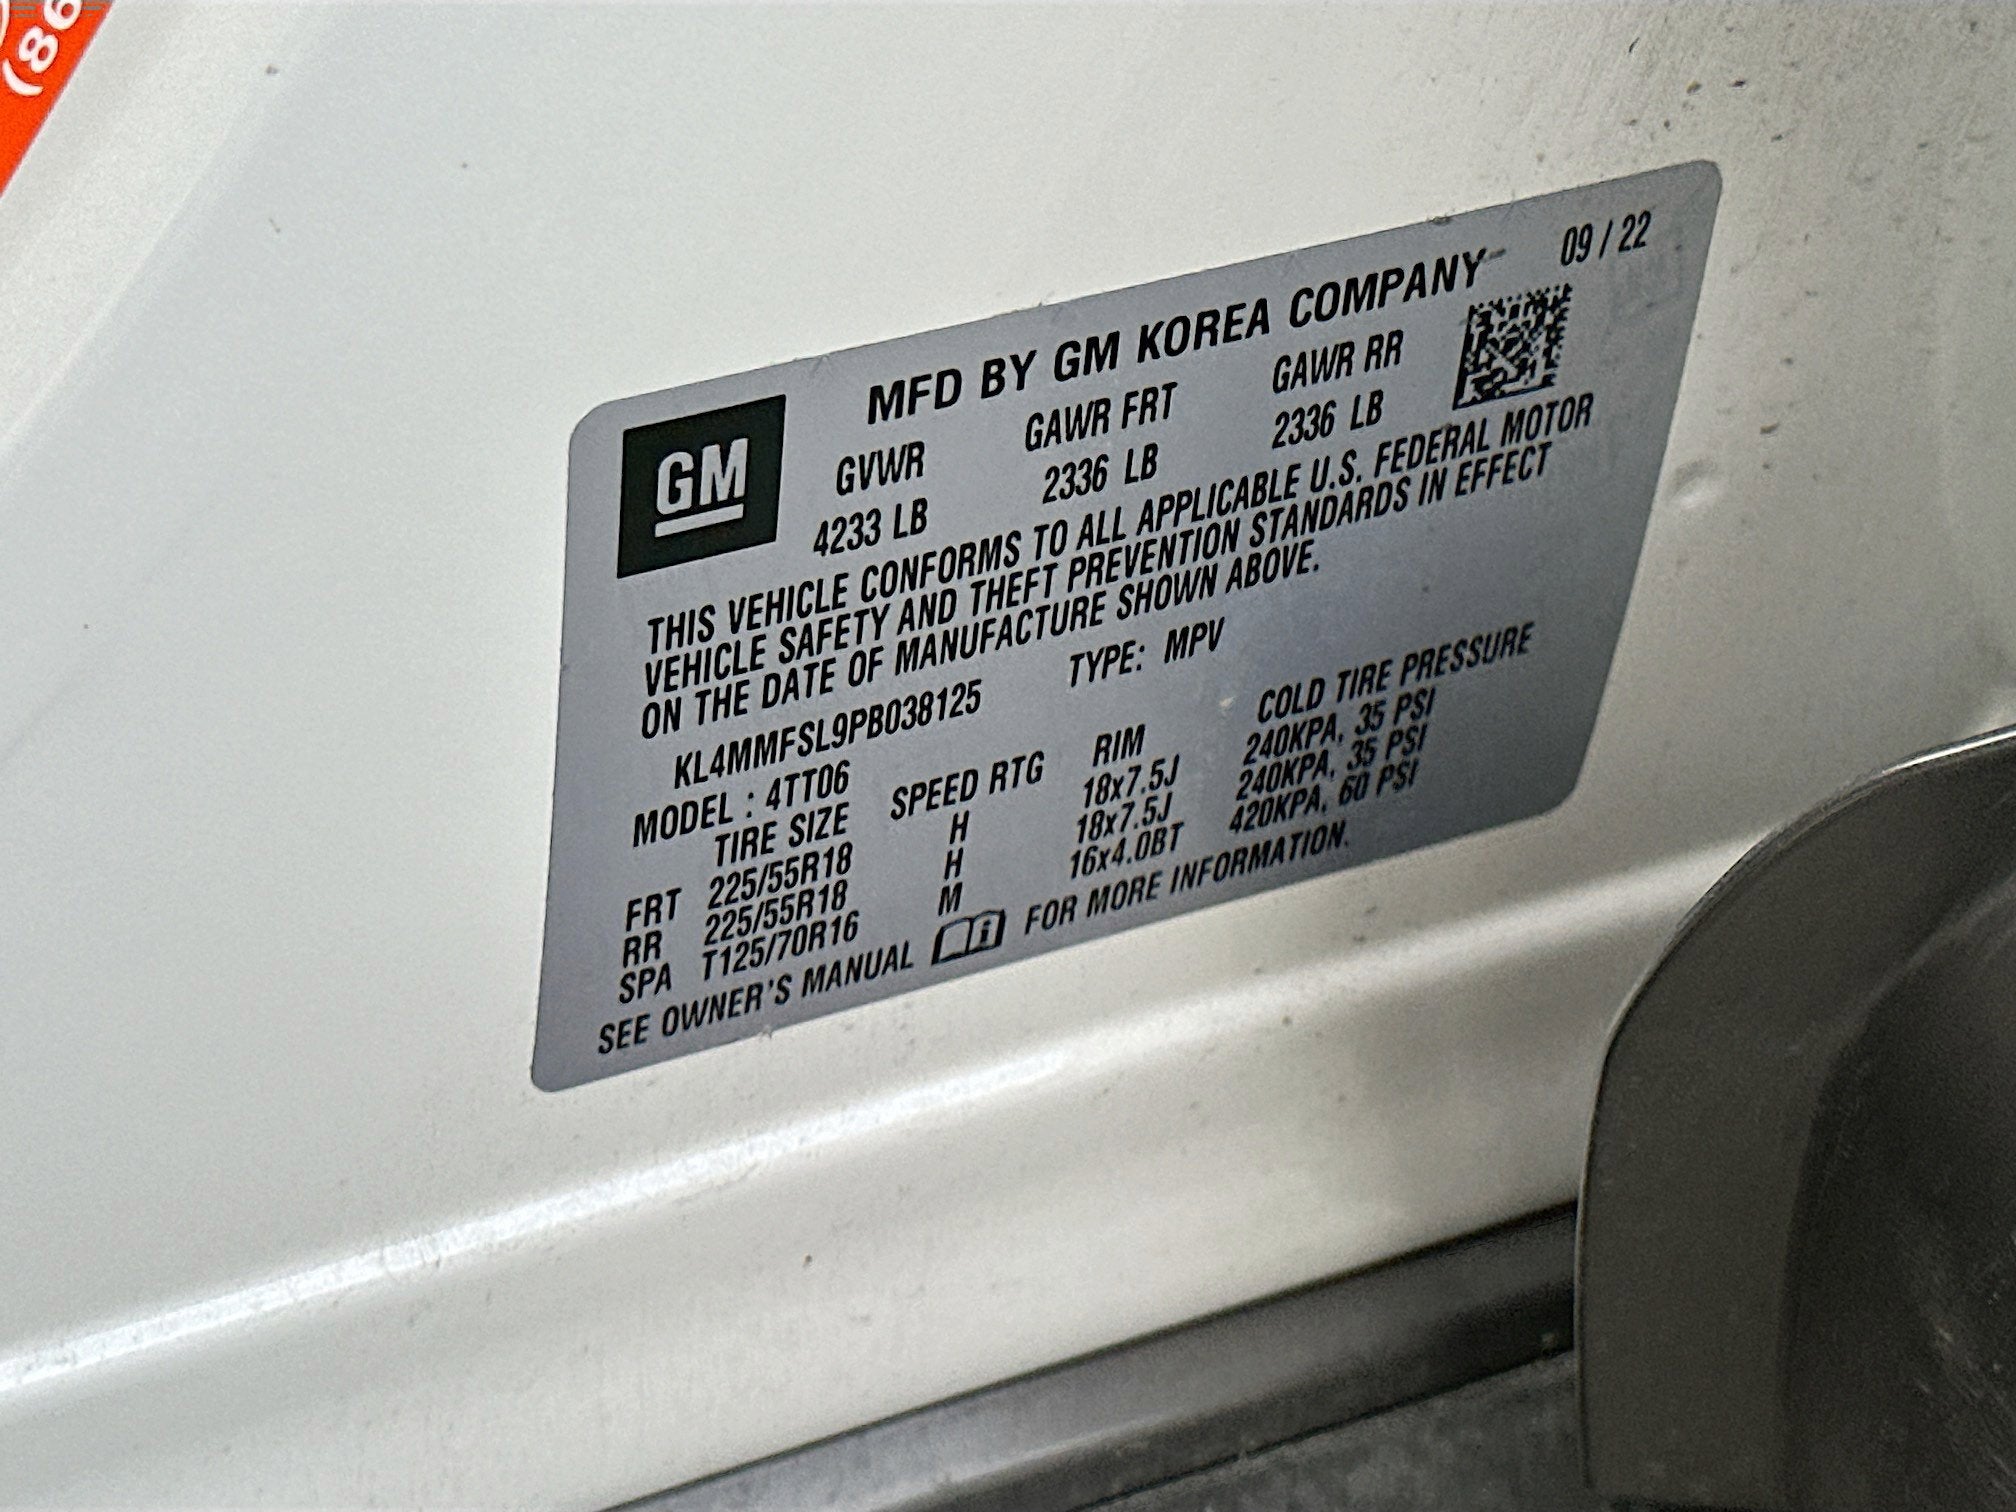 (86
MFD BY GM KOREA COMPANY 09 / 22
GM
GVWR GAWR FRT GAWR RR
4233 LB 2336 LB 2336 LB
THIS VEHICLE CONFORMS TO ALL APPLICABLE U.S. FEDERAL MOTOR
VEHICLE SAFETY AND THEFT PREVENTION STANDARDS IN EFFECT
ON THE DATE OF MANUFACTURE SHOWN ABOVE.
KL4MMFSL9PB038125 TYPE: MPV
MODEL : 4TT06
TIRE SIZE SPEED RTG RIM COLD TIRE PRESSURE
FRT 225/55R18 H 18x7.5J 240KPA, 35 PSI
RR 225/55R18 H 18x7.5J 240KPA, 35 PSI
SPA T125/70R16 M 16x4.0BT 420KPA, 60 PSI
SEE OWNER'S MANUAL FOR MORE INFORMATION.